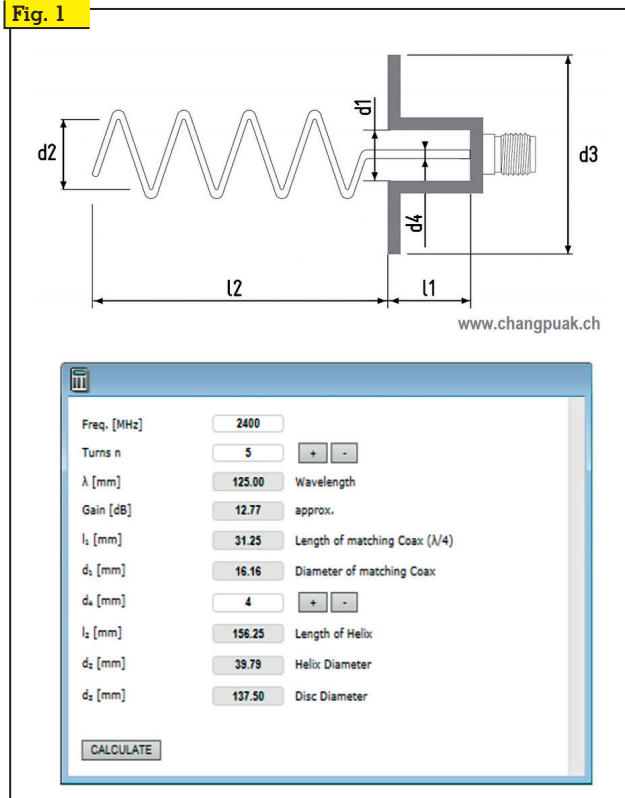 Fig. 1
d1
d2
d3
d4
l2
l1
www.changpuak.ch
Freq. [MHz] 2400
Turns n 5 + -
λ [mm] 125.00 Wavelength
Gain [dB] 12.77 approx.
l₁ [mm] 31.25 Length of matching Coax (λ/4)
d₁ [mm] 16.16 Diameter of matching Coax
d₄ [mm] 4 + -
l₂ [mm] 156.25 Length of Helix
d₂ [mm] 39.79 Helix Diameter
d₃ [mm] 137.50 Disc Diameter
CALCULATE